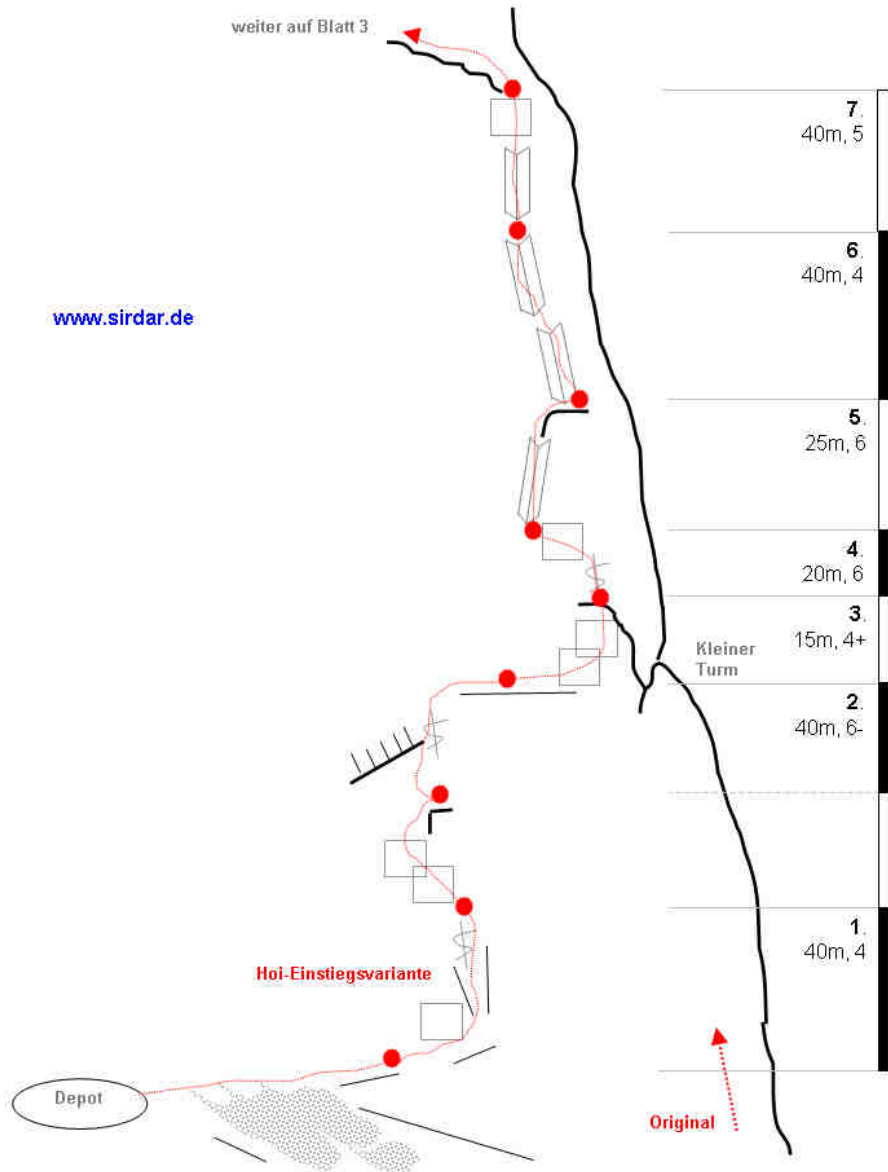 weiter auf Blatt 3
7.
40m, 5
6.
40m, 4
www.sirdar.de
5.
25m, 6
4.
20m, 6
3.
15m, 4+
Kleiner
Turm
2.
40m, 6-
1.
40m, 4
Hoi-Einstiegsvariante
Depot
Original